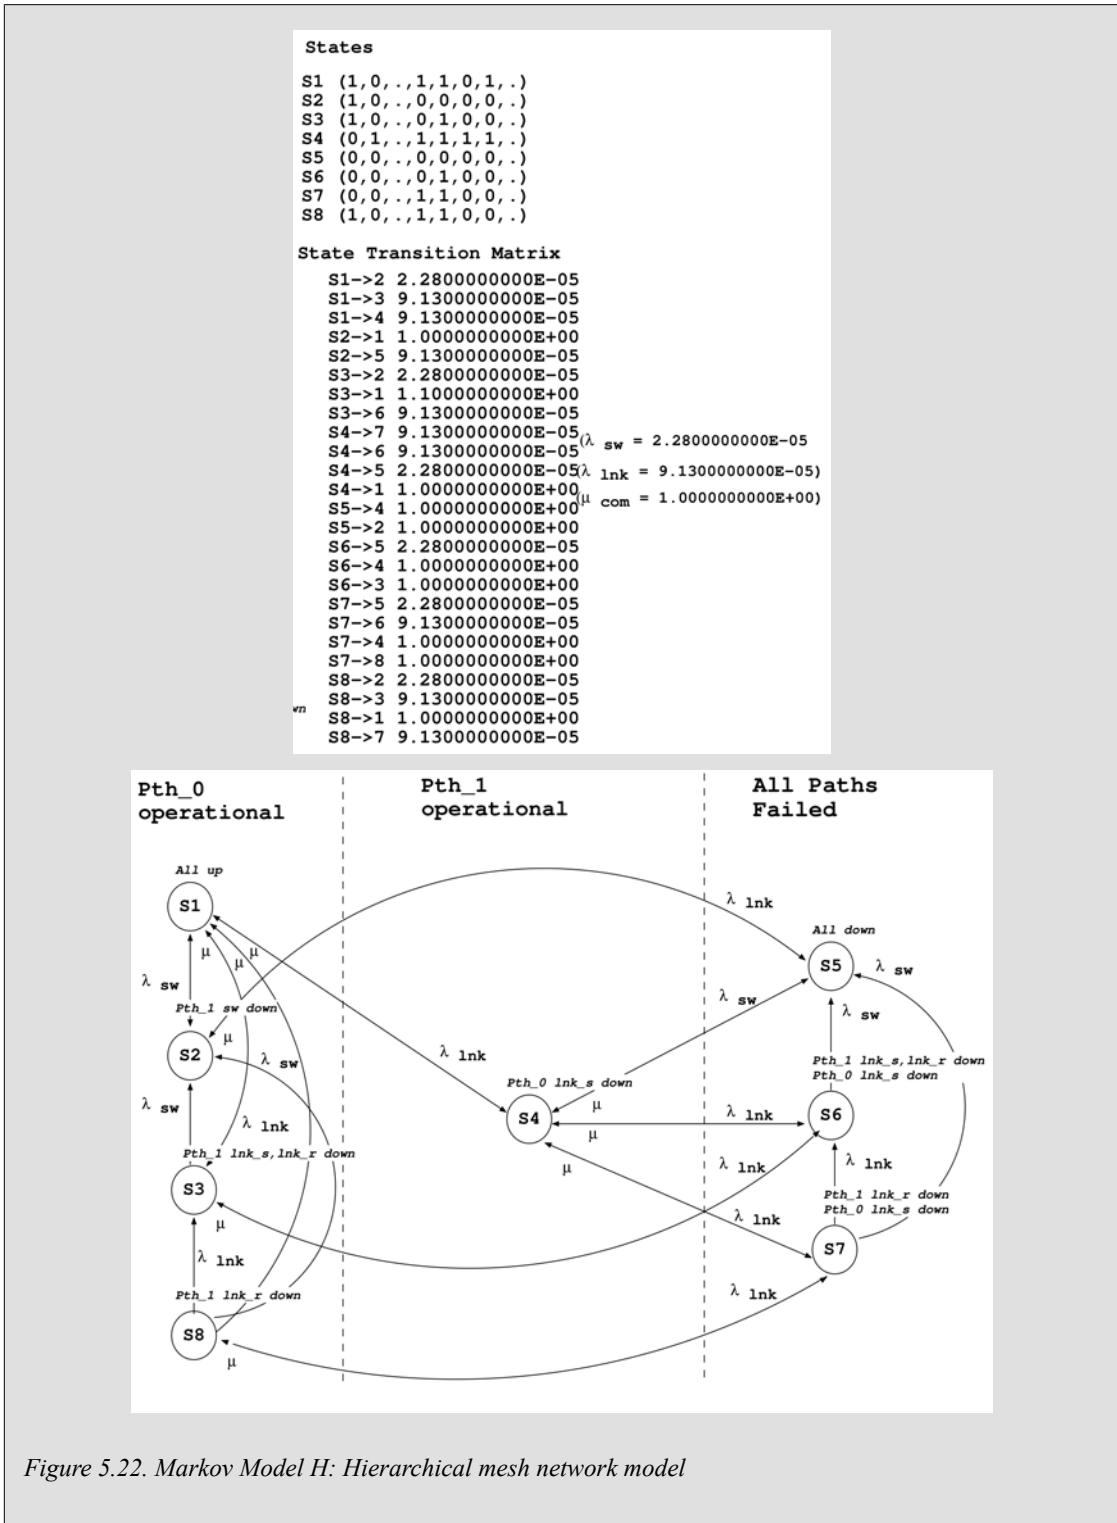 States
S1 (1,0,.,1,1,0,1,.)
S2 (1,0,.,0,0,0,0,.)
S3 (1,0,.,0,1,0,0,.)
S4 (0,1,.,1,1,1,1,.)
S5 (0,0,.,0,0,0,0,.)
S6 (0,0,.,0,1,0,0,.)
S7 (0,0,.,1,1,0,0,.)
S8 (1,0,.,1,1,0,0,.)
State Transition Matrix
S1->2 2.2800000000E-05
S1->3 9.1300000000E-05
S1->4 9.1300000000E-05
S2->1 1.0000000000E+00
S2->5 9.1300000000E-05
S3->2 2.2800000000E-05
S3->1 1.1000000000E+00
S3->6 9.1300000000E-05
S4->7 9.1300000000E-05
S4->6 9.1300000000E-05
S4->5 2.2800000000E-05
S4->1 1.0000000000E+00
S5->4 1.0000000000E+00
S5->2 1.0000000000E+00
S6->5 2.2800000000E-05
S6->4 1.0000000000E+00
S6->3 1.0000000000E+00
S7->5 2.2800000000E-05
S7->6 9.1300000000E-05
S7->4 1.0000000000E+00
S7->8 1.0000000000E+00
S8->2 2.2800000000E-05
S8->3 9.1300000000E-05
S8->1 1.0000000000E+00
S8->7 9.1300000000E-05
(λ sw = 2.2800000000E-05
(λ lnk = 9.1300000000E-05)
(μ com = 1.0000000000E+00)
wn
Pth_0
operational
Pth_1
operational
All Paths
Failed
All up
S1
μ
μ
μ
λ sw
Pth_1 sw down
S2
μ
λ sw
λ sw
λ lnk
Pth_1 lnk_s,lnk_r down
S3
μ
λ lnk
Pth_1 lnk_r down
S8
μ
λ lnk
Pth_0 lnk_s down
S4
μ
μ
μ
λ lnk
λ sw
λ lnk
λ lnk
λ lnk
λ lnk
All down
S5
λ sw
λ sw
Pth_1 lnk_s,lnk_r down
Pth_0 lnk_s down
S6
λ lnk
Pth_1 lnk_r down
Pth_0 lnk_s down
S7
Figure 5.22. Markov Model H: Hierarchical mesh network model